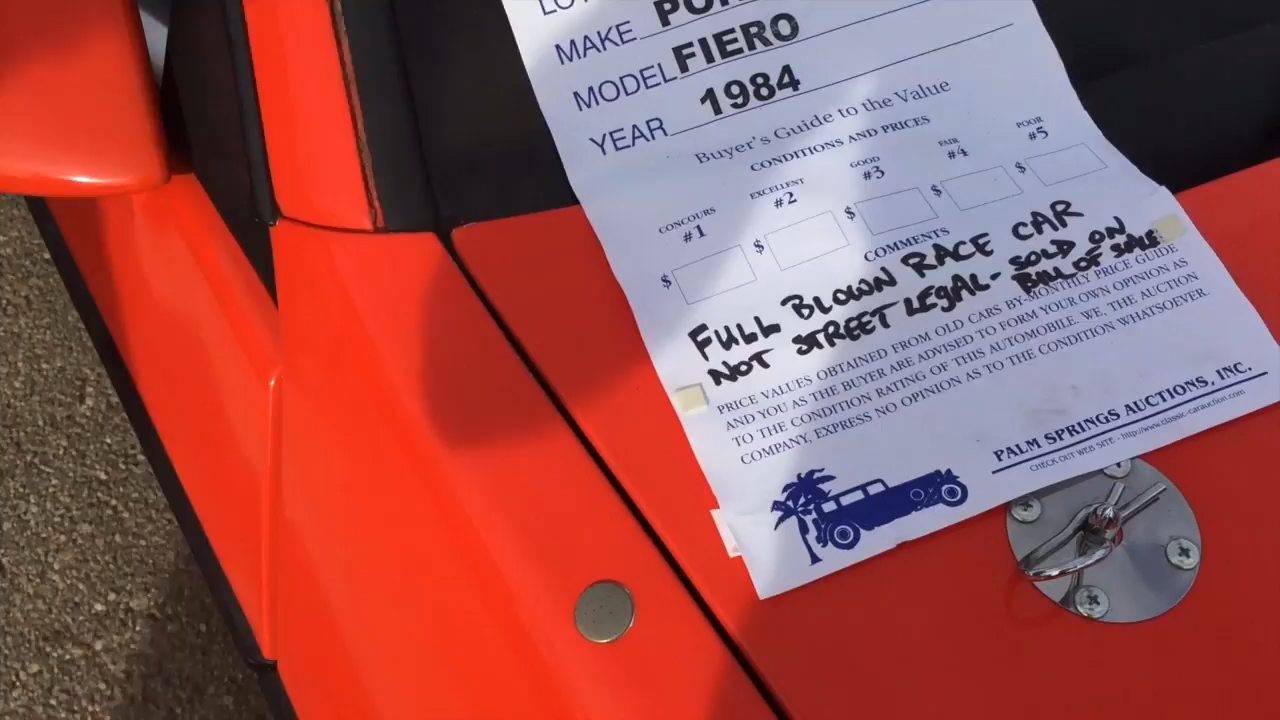 MAKE
MODEL FIERO
YEAR 1984
Buyer's Guide to the Value
CONDITIONS AND PRICES
CONCOURS EXCELLENT GOOD FAIR POOR
#1 #2 #3 #4 #5
$ $ $ $ $
COMMENTS
FULL BLOWN RACE CAR
NOT STREET LEGAL - SOLD ON
BILL OF SALE
PRICE VALUES OBTAINED FROM OLD CARS BY-MONTHLY PRICE GUIDE
AND YOU AS THE BUYER ARE ADVISED TO FORM YOUR OWN OPINION AS
TO THE CONDITION RATING OF THIS AUTOMOBILE. WE, THE AUCTION
COMPANY, EXPRESS NO OPINION AS TO THE CONDITION WHATSOEVER.
PALM SPRINGS AUCTIONS, INC.
CHECK OUT WEB SITE - http://www.classic-carauction.com